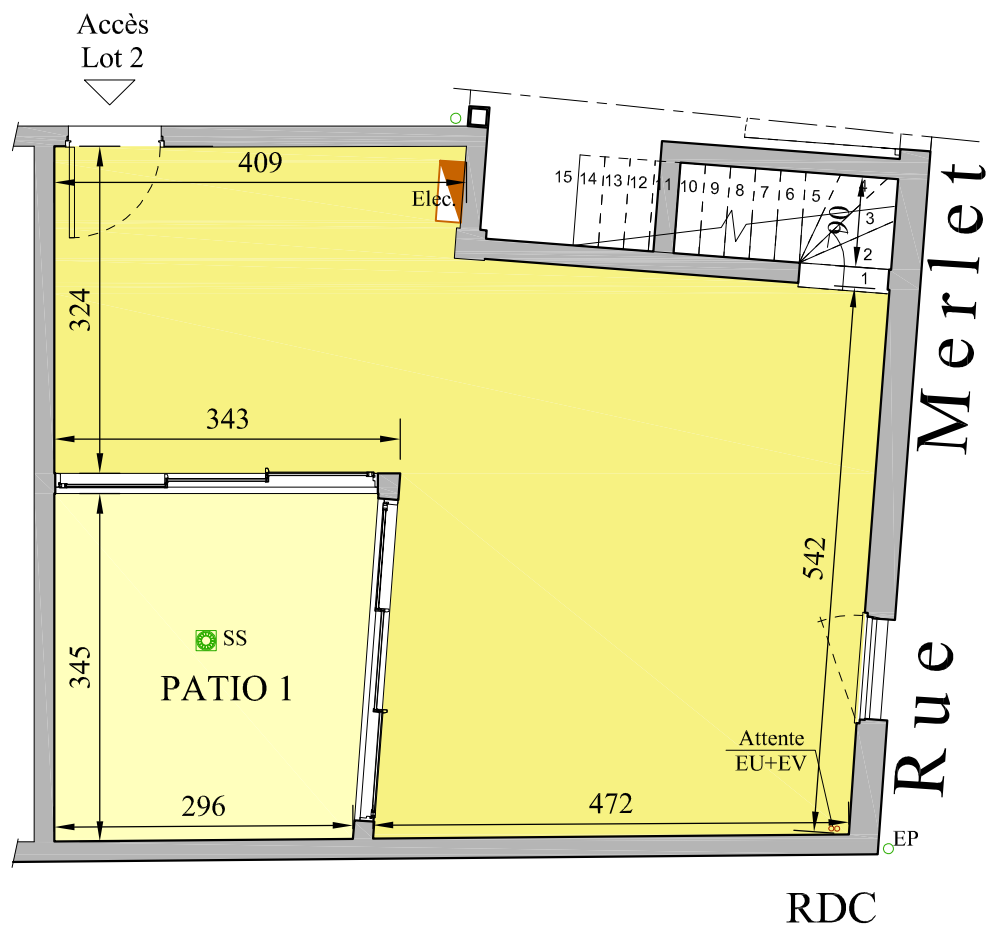 Accès
Lot 2
409
Elec.
15 14 13 12 11 10 9 8 7 6 5 4
3
2
1
90
324
343
Rue Merlet
542
345
SS
PATIO 1
Attente
EU+EV
296
472
EP
RDC